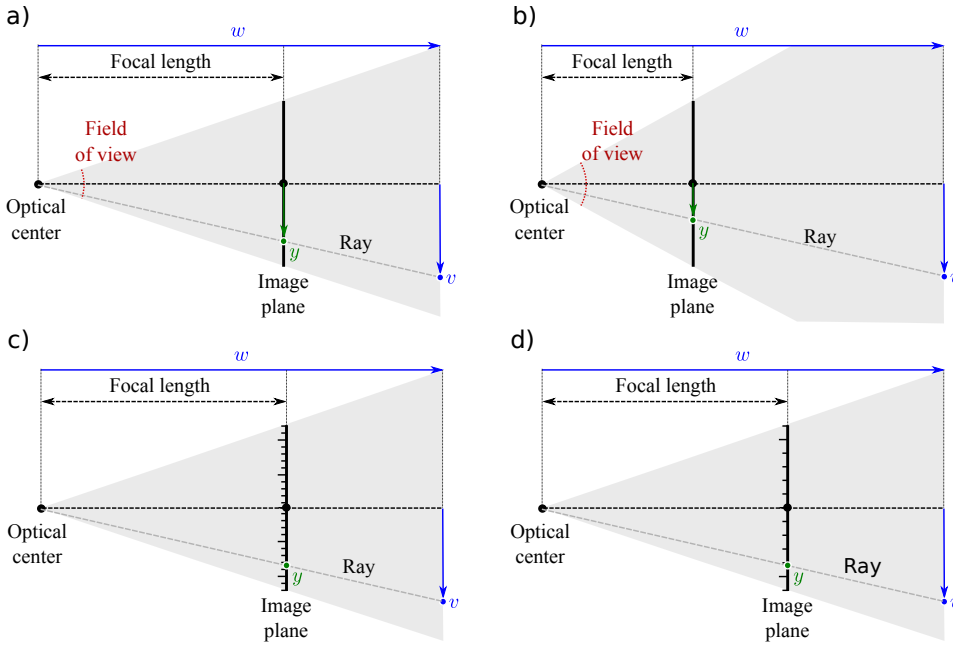 a)
w
Focal length
Field
of view
Optical
center
Ray
y
v
Image
plane
b)
w
Focal length
Field
of view
Optical
center
Ray
y
v
Image
plane
c)
w
Focal length
Optical
center
Ray
y
v
Image
plane
d)
w
Focal length
Optical
center
Ray
y
v
Image
plane